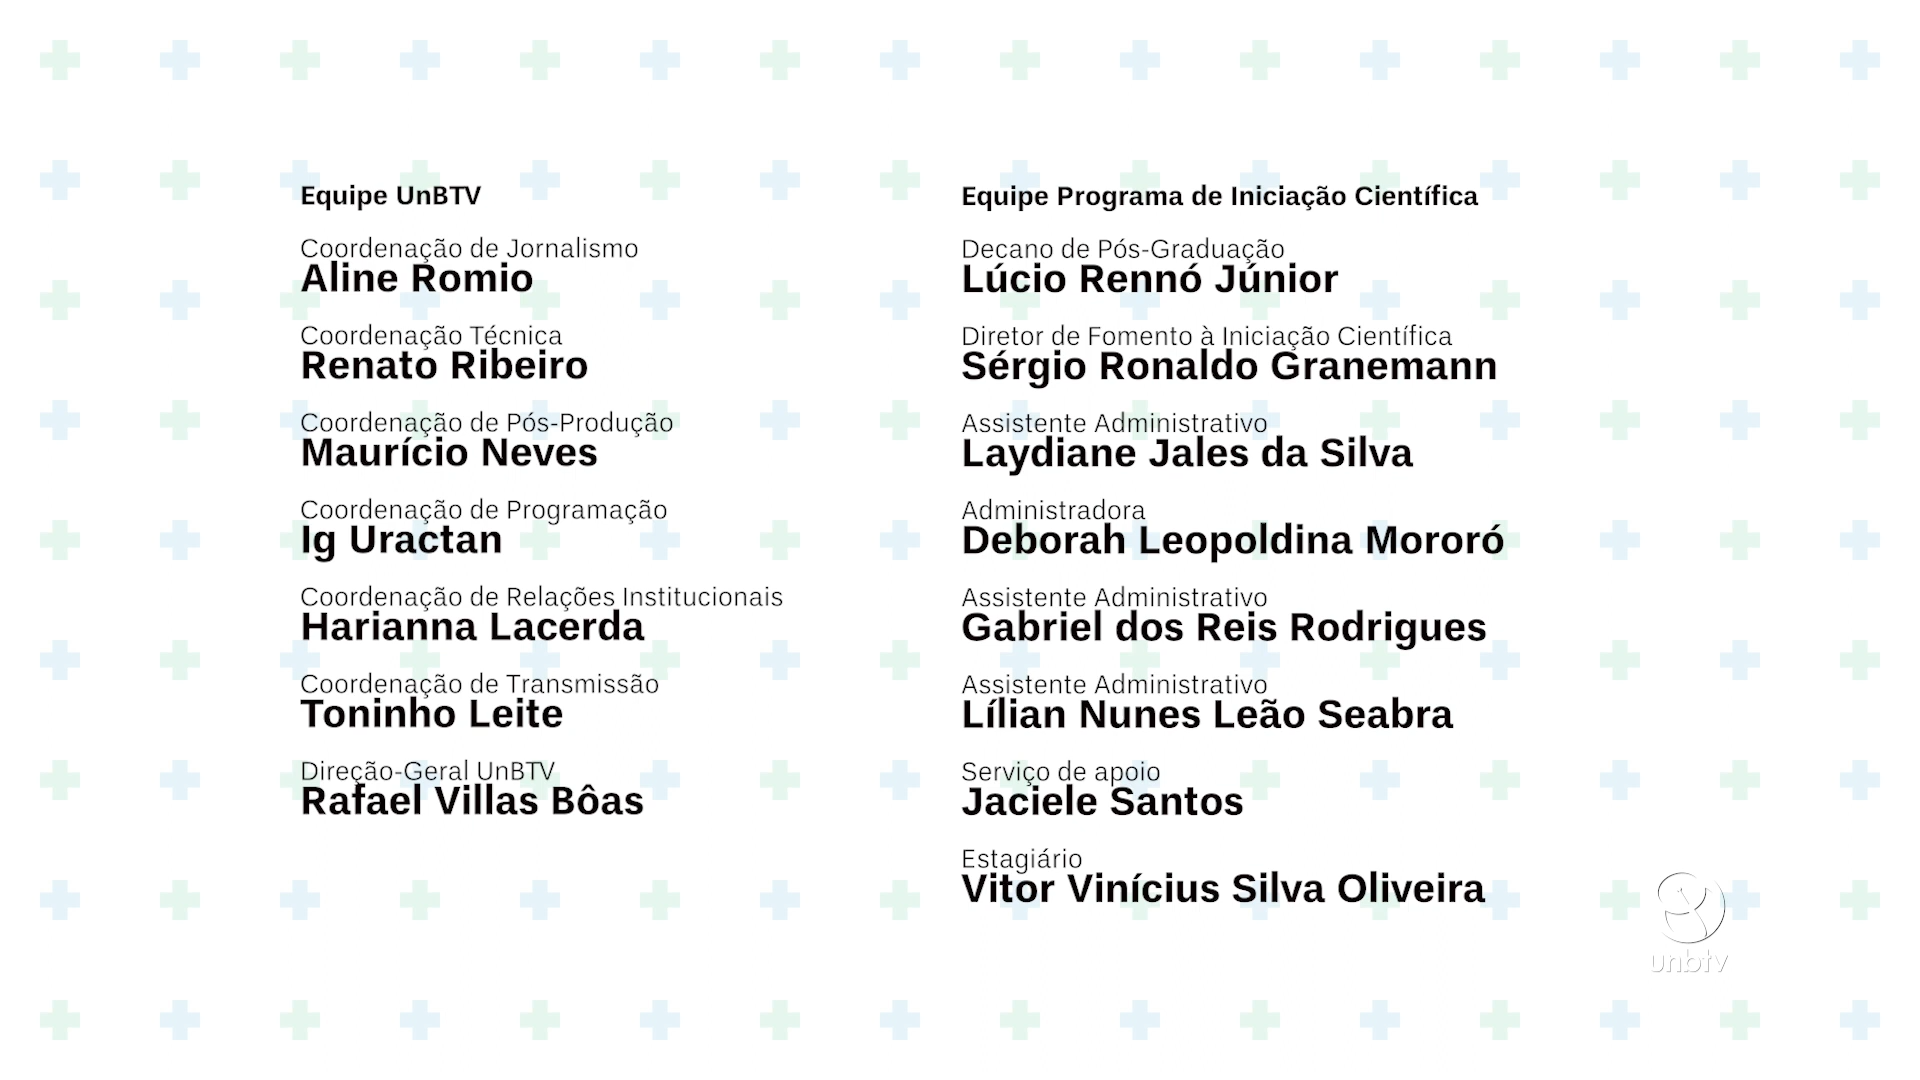 Equipe UnBTV
Coordenação de Jornalismo
Aline Romio
Coordenação Técnica
Renato Ribeiro
Coordenação de Pós-Produção
Maurício Neves
Coordenação de Programação
Ig Uractan
Coordenação de Relações Institucionais
Harianna Lacerda
Coordenação de Transmissão
Toninho Leite
Direção-Geral UnBTV
Rafael Villas Bôas
Equipe Programa de Iniciação Científica
Decano de Pós-Graduação
Lúcio Rennó Júnior
Diretor de Fomento à Iniciação Científica
Sérgio Ronaldo Granemann
Assistente Administrativo
Laydiane Jales da Silva
Administradora
Deborah Leopoldina Mororó
Assistente Administrativo
Gabriel dos Reis Rodrigues
Assistente Administrativo
Lílian Nunes Leão Seabra
Serviço de apoio
Jaciele Santos
Estagiário
Vitor Vinícius Silva Oliveira
unbtv